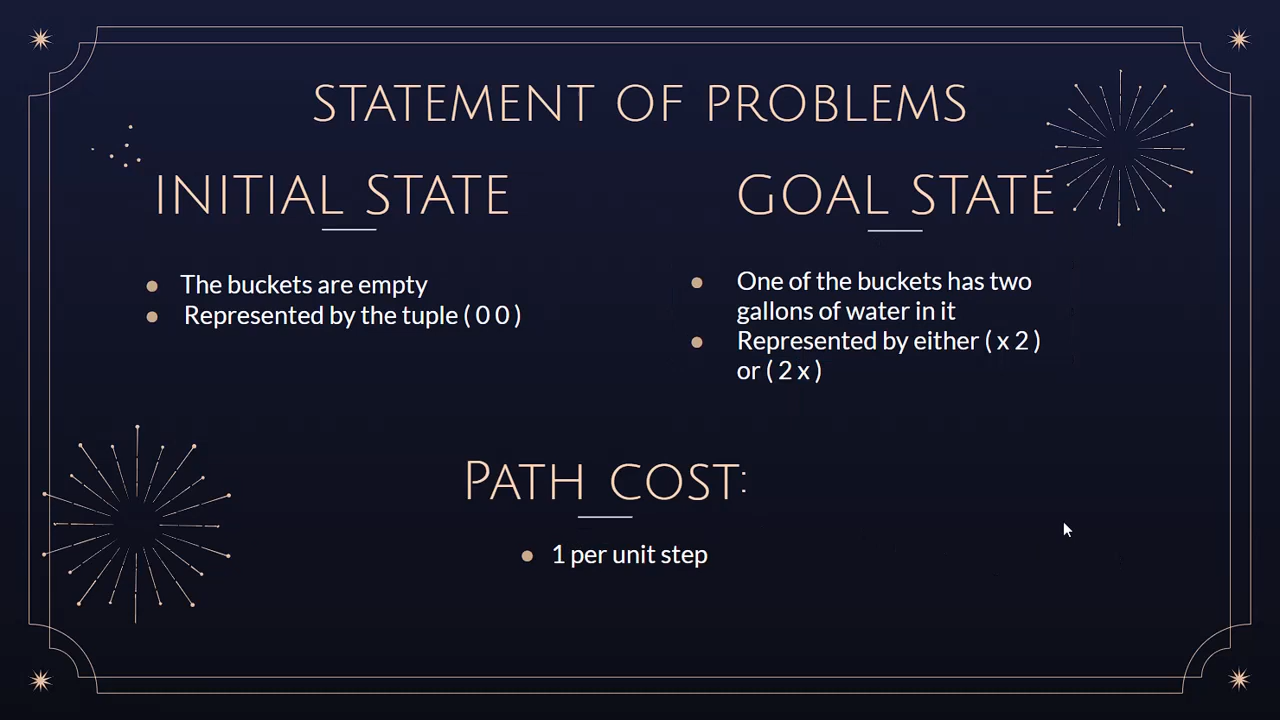 STATEMENT OF PROBLEMS
INITIAL STATE
The buckets are empty
Represented by the tuple ( 0 0 )
GOAL STATE
One of the buckets has two
gallons of water in it
Represented by either ( x 2 )
or ( 2 x )
PATH COST:
1 per unit step